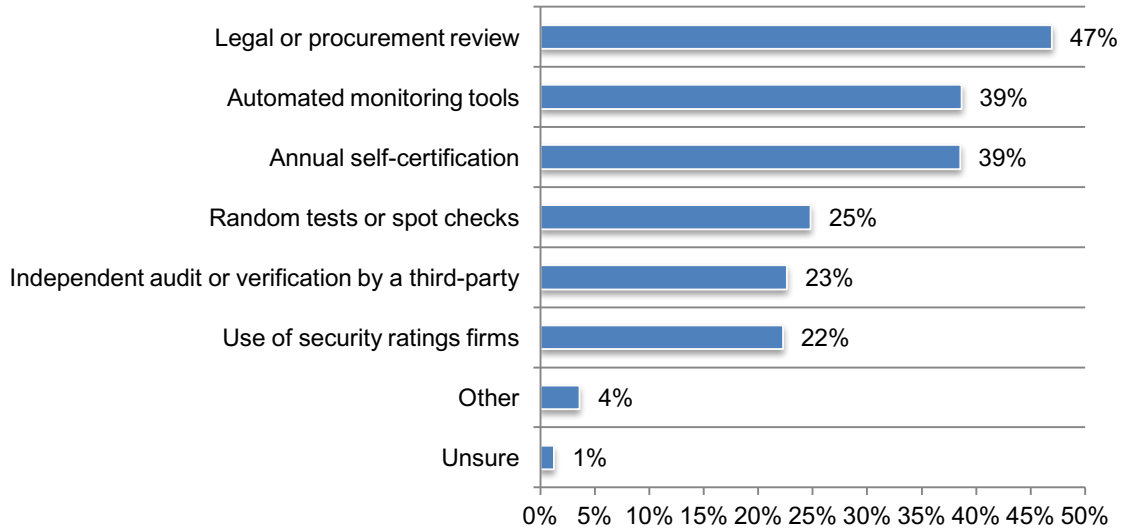 Legal or procurement review 47%
Automated monitoring tools 39%
Annual self-certification 39%
Random tests or spot checks 25%
Independent audit or verification by a third-party 23%
Use of security ratings firms 22%
Other 4%
Unsure 1%
0% 5% 10% 15% 20% 25% 30% 35% 40% 45% 50%